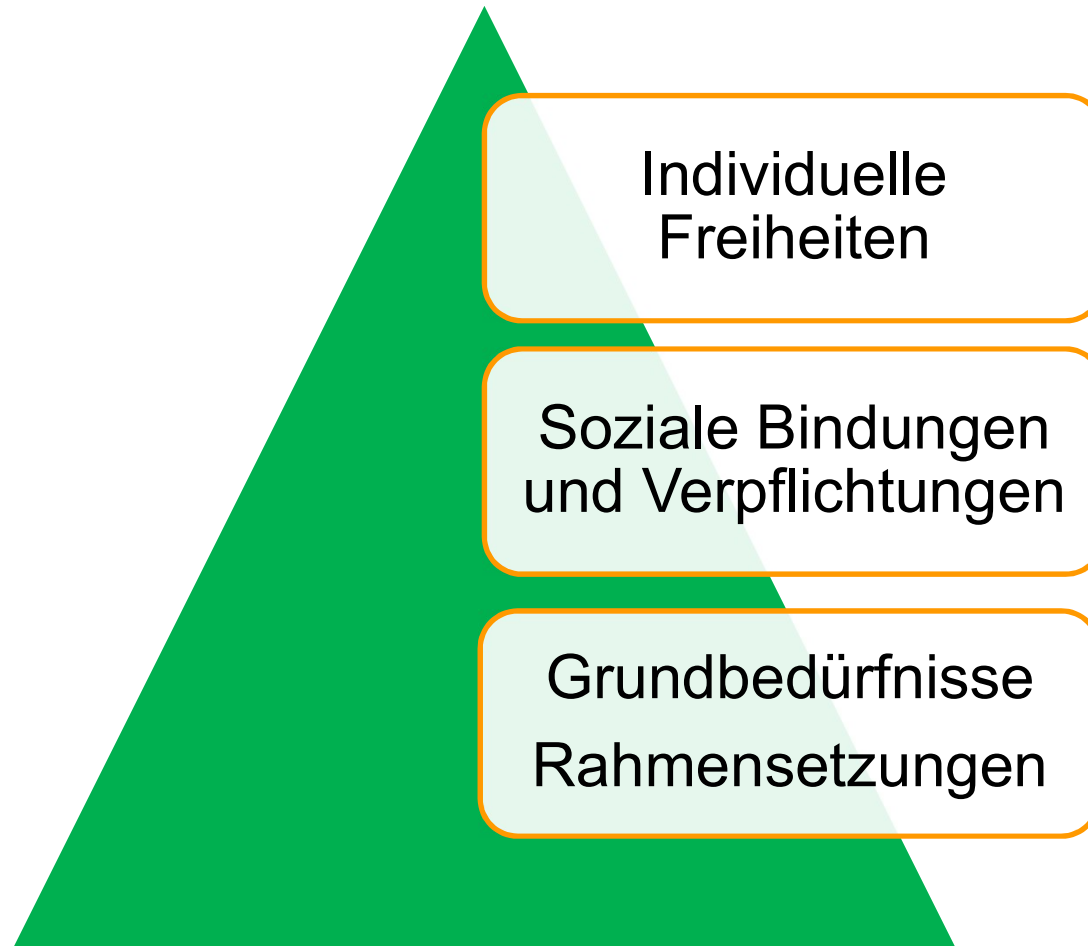 Individuelle
Freiheiten
Soziale Bindungen
und Verpflichtungen
Grundbedürfnisse
Rahmensetzungen